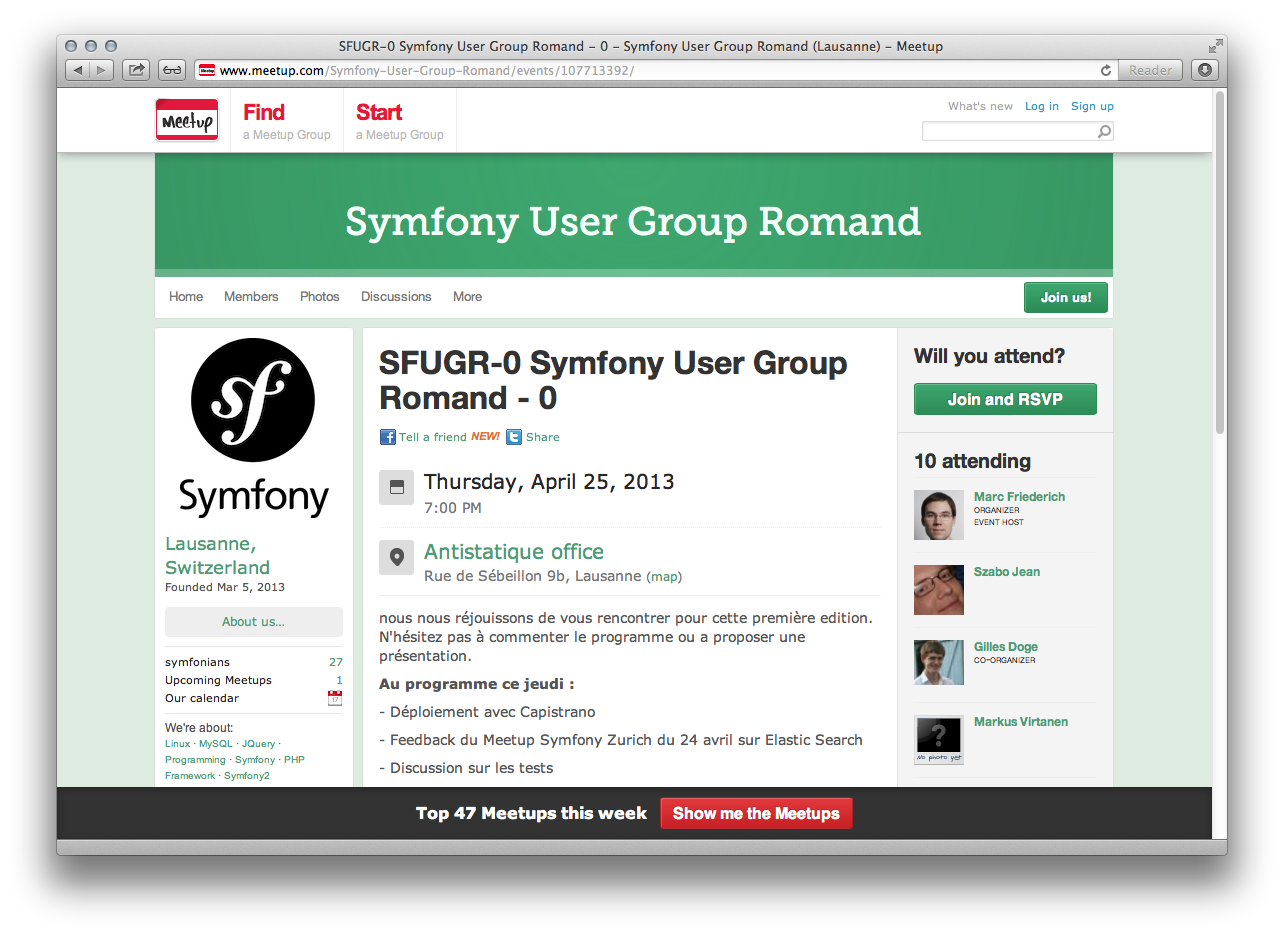 SFUGR-0 Symfony User Group Romand – 0 – Symfony User Group Romand (Lausanne) – Meetup
Meetup www.meetup.com/Symfony-User-Group-Romand/events/107713392/
Reader
Meetup
Find
a Meetup Group
Start
a Meetup Group
What's new Log in Sign up
Symfony User Group Romand
Home Members Photos Discussions More
Join us!
sf
Symfony
Lausanne,
Switzerland
Founded Mar 5, 2013
About us...
symfonians 27
Upcoming Meetups 1
Our calendar 17
We're about:
Linux · MySQL · JQuery ·
Programming · Symfony · PHP
Framework · Symfony2
SFUGR-0 Symfony User Group
Romand - 0
f Tell a friend NEW! t Share
Thursday, April 25, 2013
7:00 PM
Antistatique office
Rue de Sébeillon 9b, Lausanne (map)
nous nous réjouissons de vous rencontrer pour cette première edition.
N'hésitez pas à commenter le programme ou a proposer une
présentation.
Au programme ce jeudi :
- Déploiement avec Capistrano
- Feedback du Meetup Symfony Zurich du 24 avril sur Elastic Search
- Discussion sur les tests
Will you attend?
Join and RSVP
10 attending
Marc Friederich
ORGANIZER
EVENT HOST
Szabo Jean
Gilles Doge
CO-ORGANIZER
Markus Virtanen
?
No photo yet
Top 47 Meetups this week Show me the Meetups